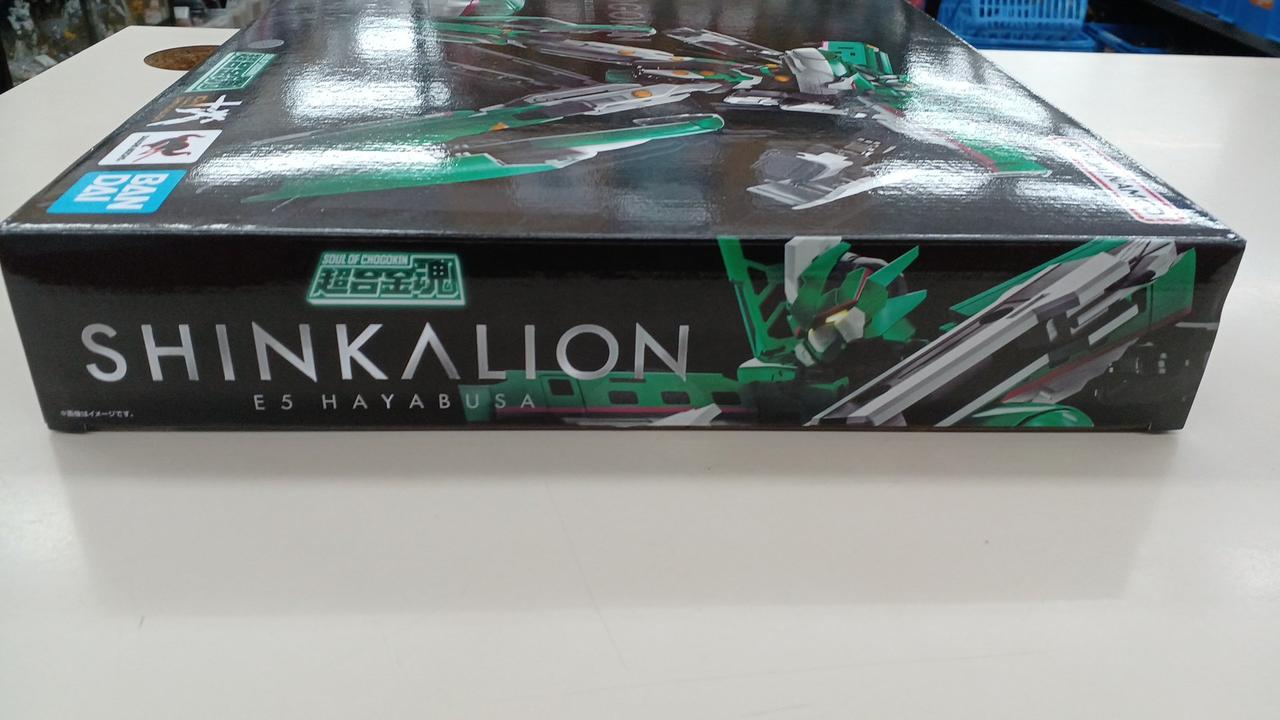 BAN
DAI
SOUL OF CHOGOKIN
超合金魂
SHINKALION
E5 HAYABUSA
※画像はイメージです。